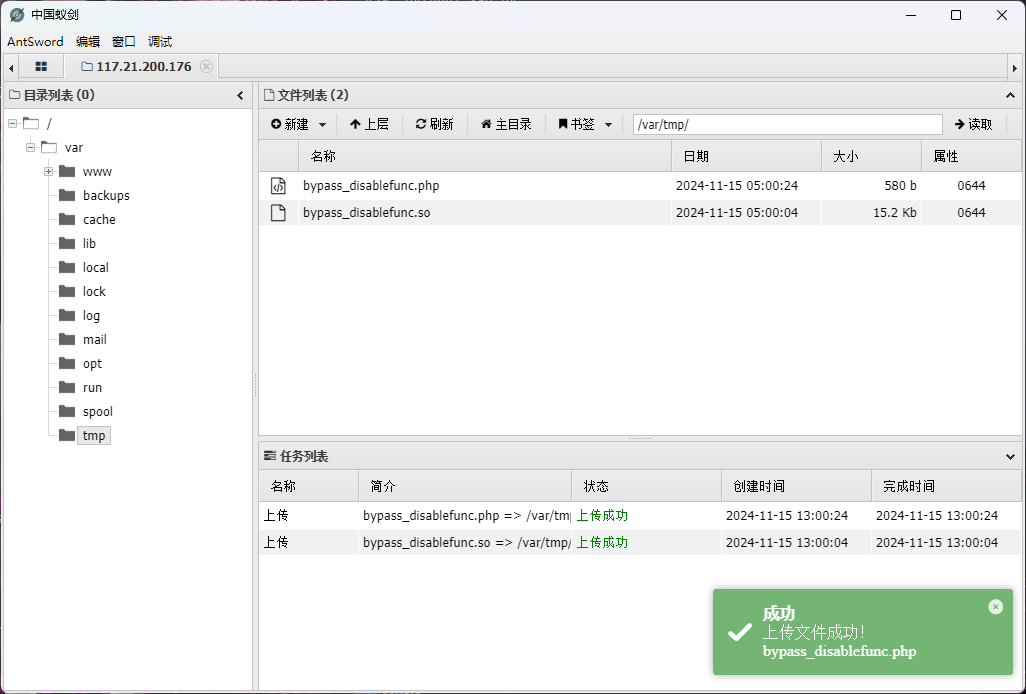 中国蚁剑
AntSword 编辑 窗口 调试
117.21.200.176
目录列表 (0)
/
var
www
backups
cache
lib
local
lock
log
mail
opt
run
spool
tmp
文件列表 (2)
新建 上层 刷新 主目录 书签 /var/tmp/ 读取
名称 日期 大小 属性
bypass_disablefunc.php 2024-11-15 05:00:24 580 b 0644
bypass_disablefunc.so 2024-11-15 05:00:04 15.2 Kb 0644
任务列表
名称 简介 状态 创建时间 完成时间
上传 bypass_disablefunc.php => /var/tm 上传成功 2024-11-15 13:00:24 2024-11-15 13:00:24
上传 bypass_disablefunc.so => /var/tmp/ 上传成功 2024-11-15 13:00:04 2024-11-15 13:00:04
成功
上传文件成功!
bypass_disablefunc.php